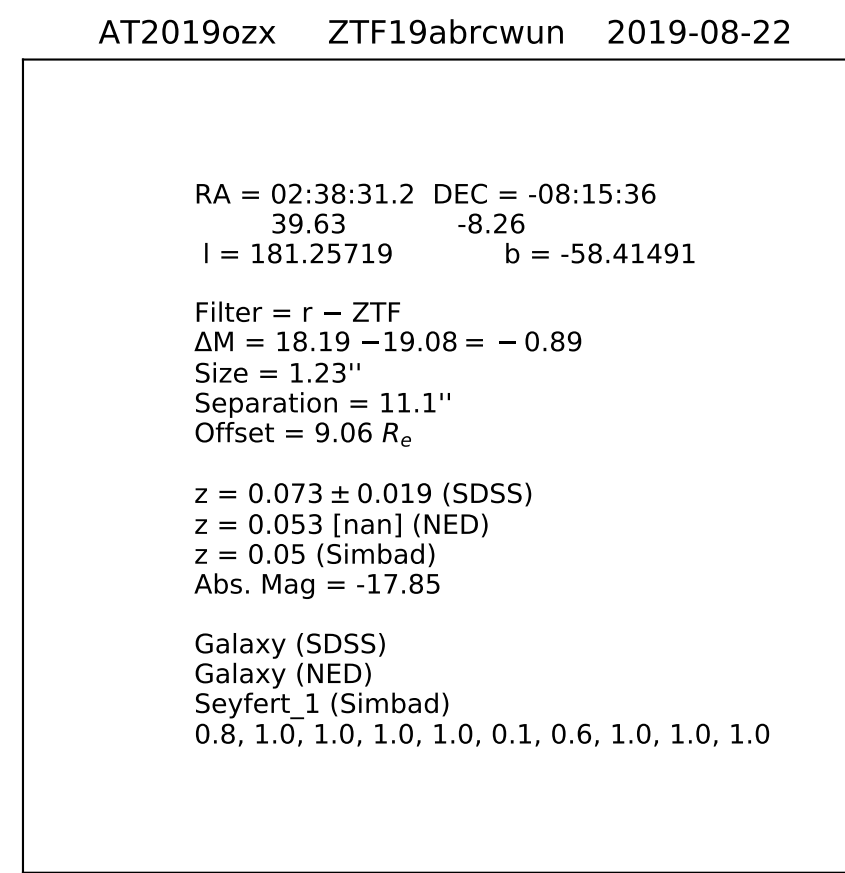 AT2019ozx ZTF19abrcwun 2019-08-22
RA = 02:38:31.2 DEC = -08:15:36
39.63 -8.26
l = 181.25719 b = -58.41491
Filter = r − ZTF
ΔM = 18.19 −19.08 = − 0.89
Size = 1.23''
Separation = 11.1''
Offset = 9.06 Rₑ
z = 0.073 ± 0.019 (SDSS)
z = 0.053 [nan] (NED)
z = 0.05 (Simbad)
Abs. Mag = -17.85
Galaxy (SDSS)
Galaxy (NED)
Seyfert_1 (Simbad)
0.8, 1.0, 1.0, 1.0, 1.0, 0.1, 0.6, 1.0, 1.0, 1.0